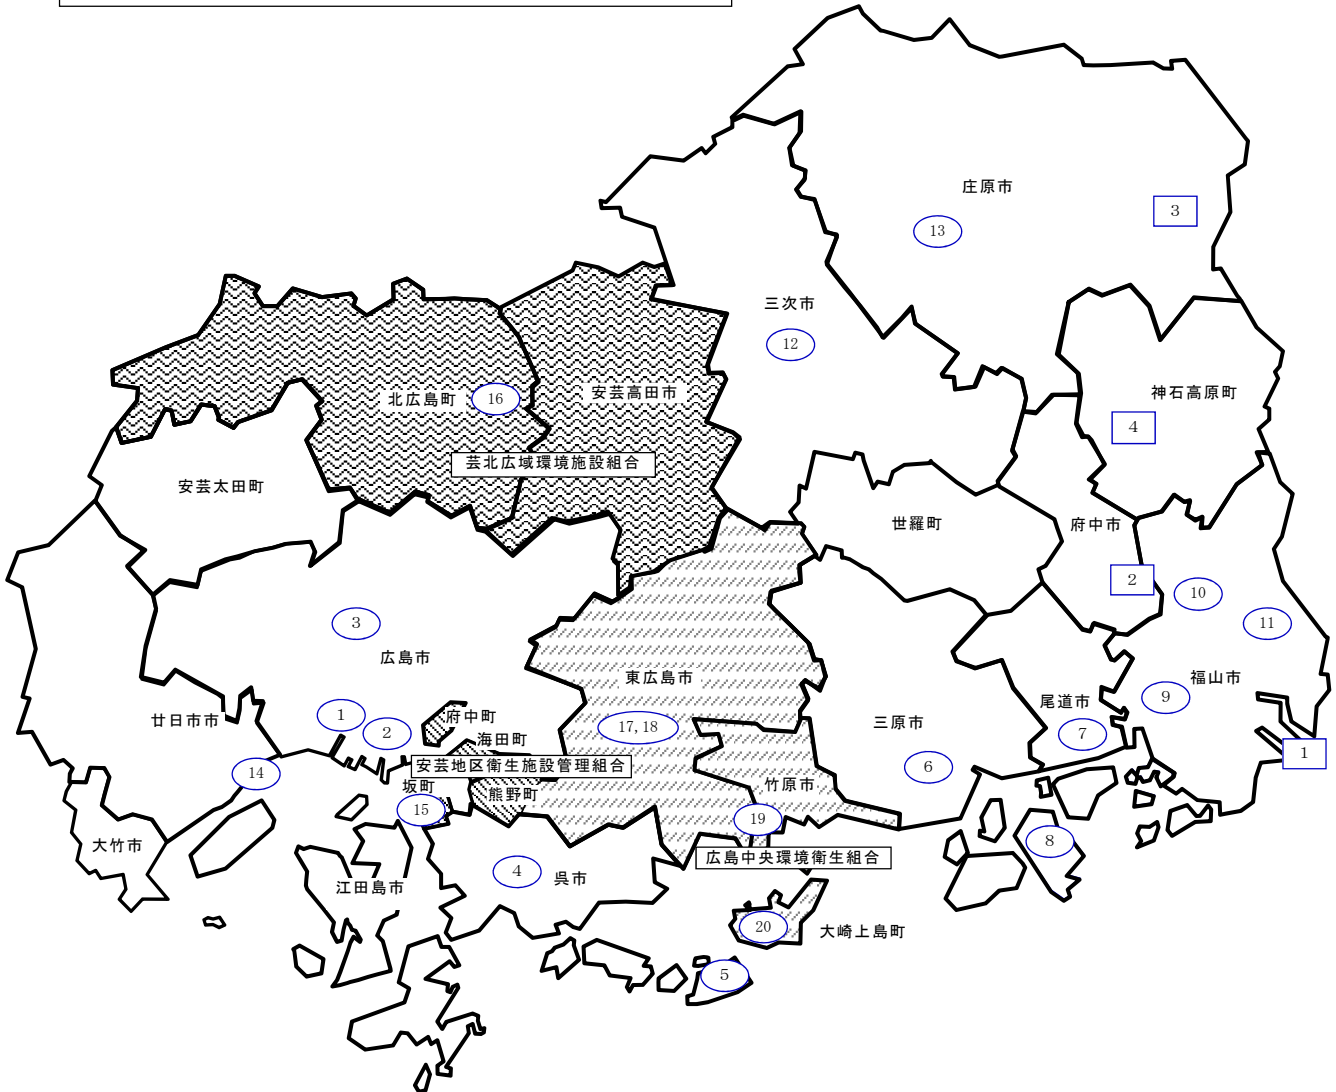 庄原市
3
13
三次市
12
神石高原町
4
北広島町
16
安芸高田市
芸北広域環境施設組合
安芸太田町
世羅町
府中市
2
10
11
3
広島市
東広島市
福山市
9
尾道市
7
1
廿日市市
1
2
府中町
海田町
17,18
三原市
6
安芸地区衛生施設管理組合
14
坂町
熊野町
竹原市
15
19
8
大竹市
広島中央環境衛生組合
4
呉市
江田島市
20
大崎上島町
5